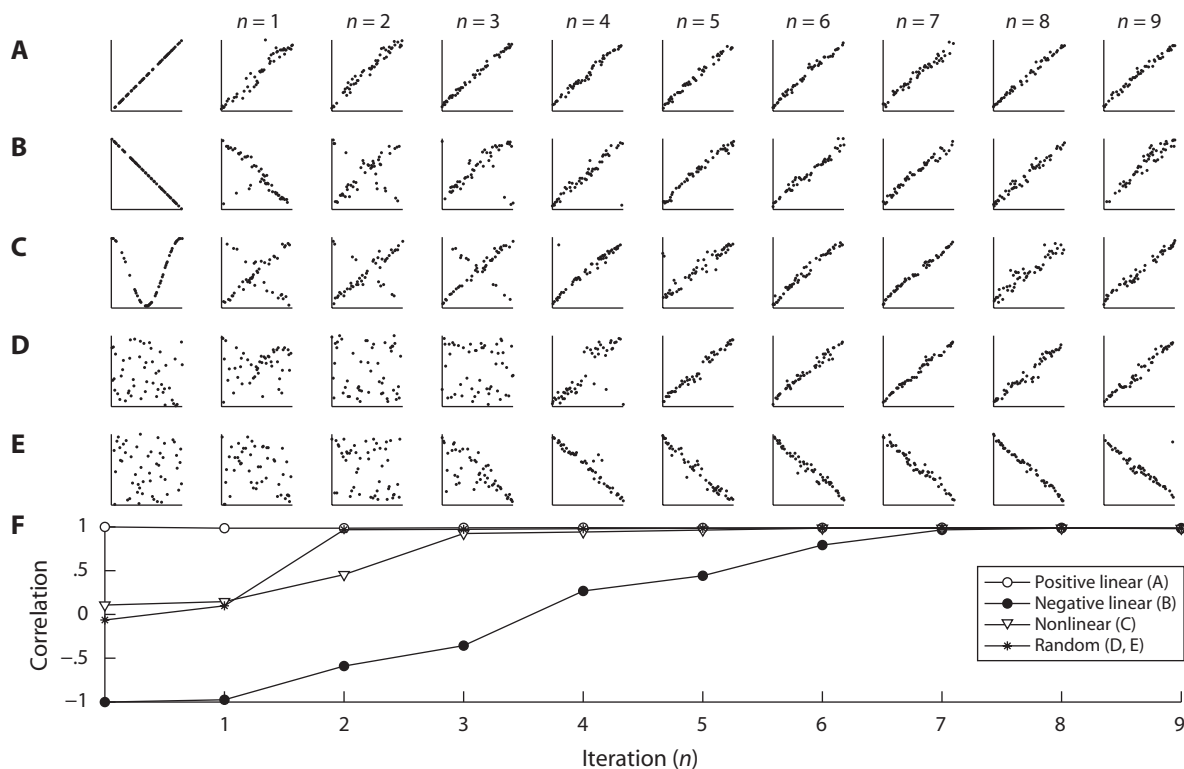 n = 1 n = 2 n = 3 n = 4 n = 5 n = 6 n = 7 n = 8 n = 9
A
B
C
D
E
F
1
.5
0
–.5
–1
Correlation
Positive linear (A)
Negative linear (B)
Nonlinear (C)
Random (D, E)
1 2 3 4 5 6 7 8 9
Iteration (n)